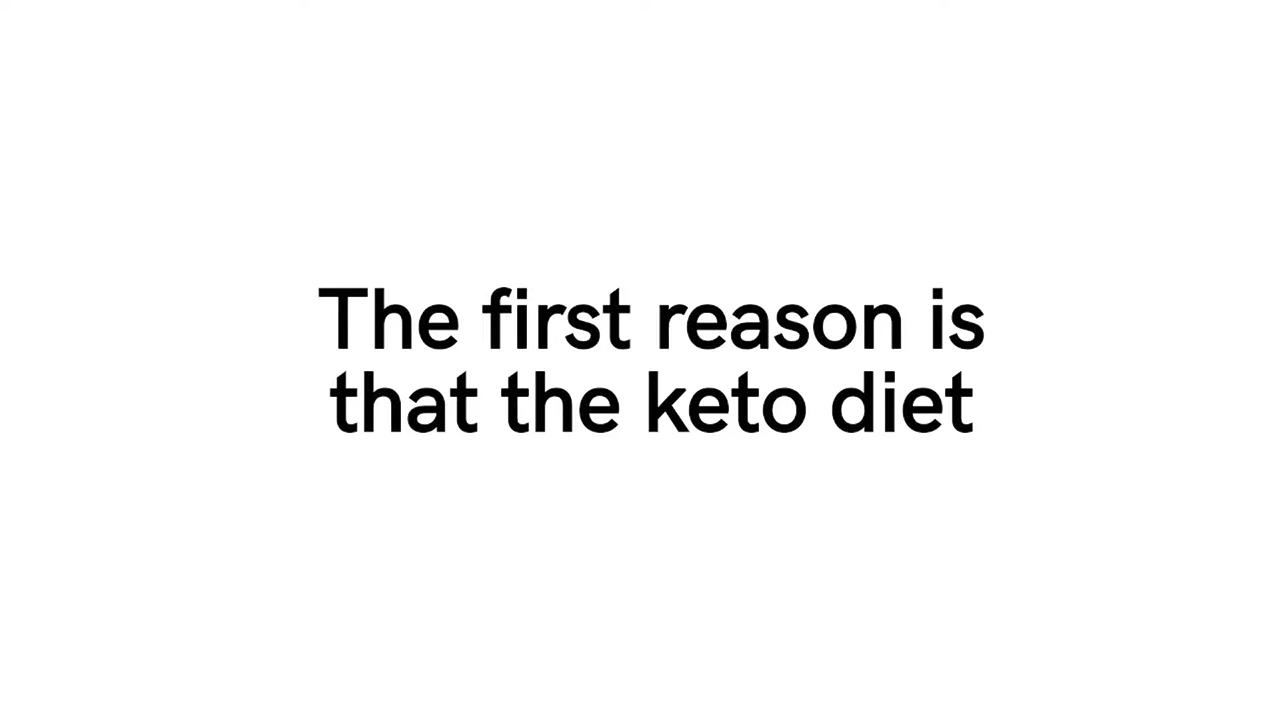 The first reason is
that the keto diet